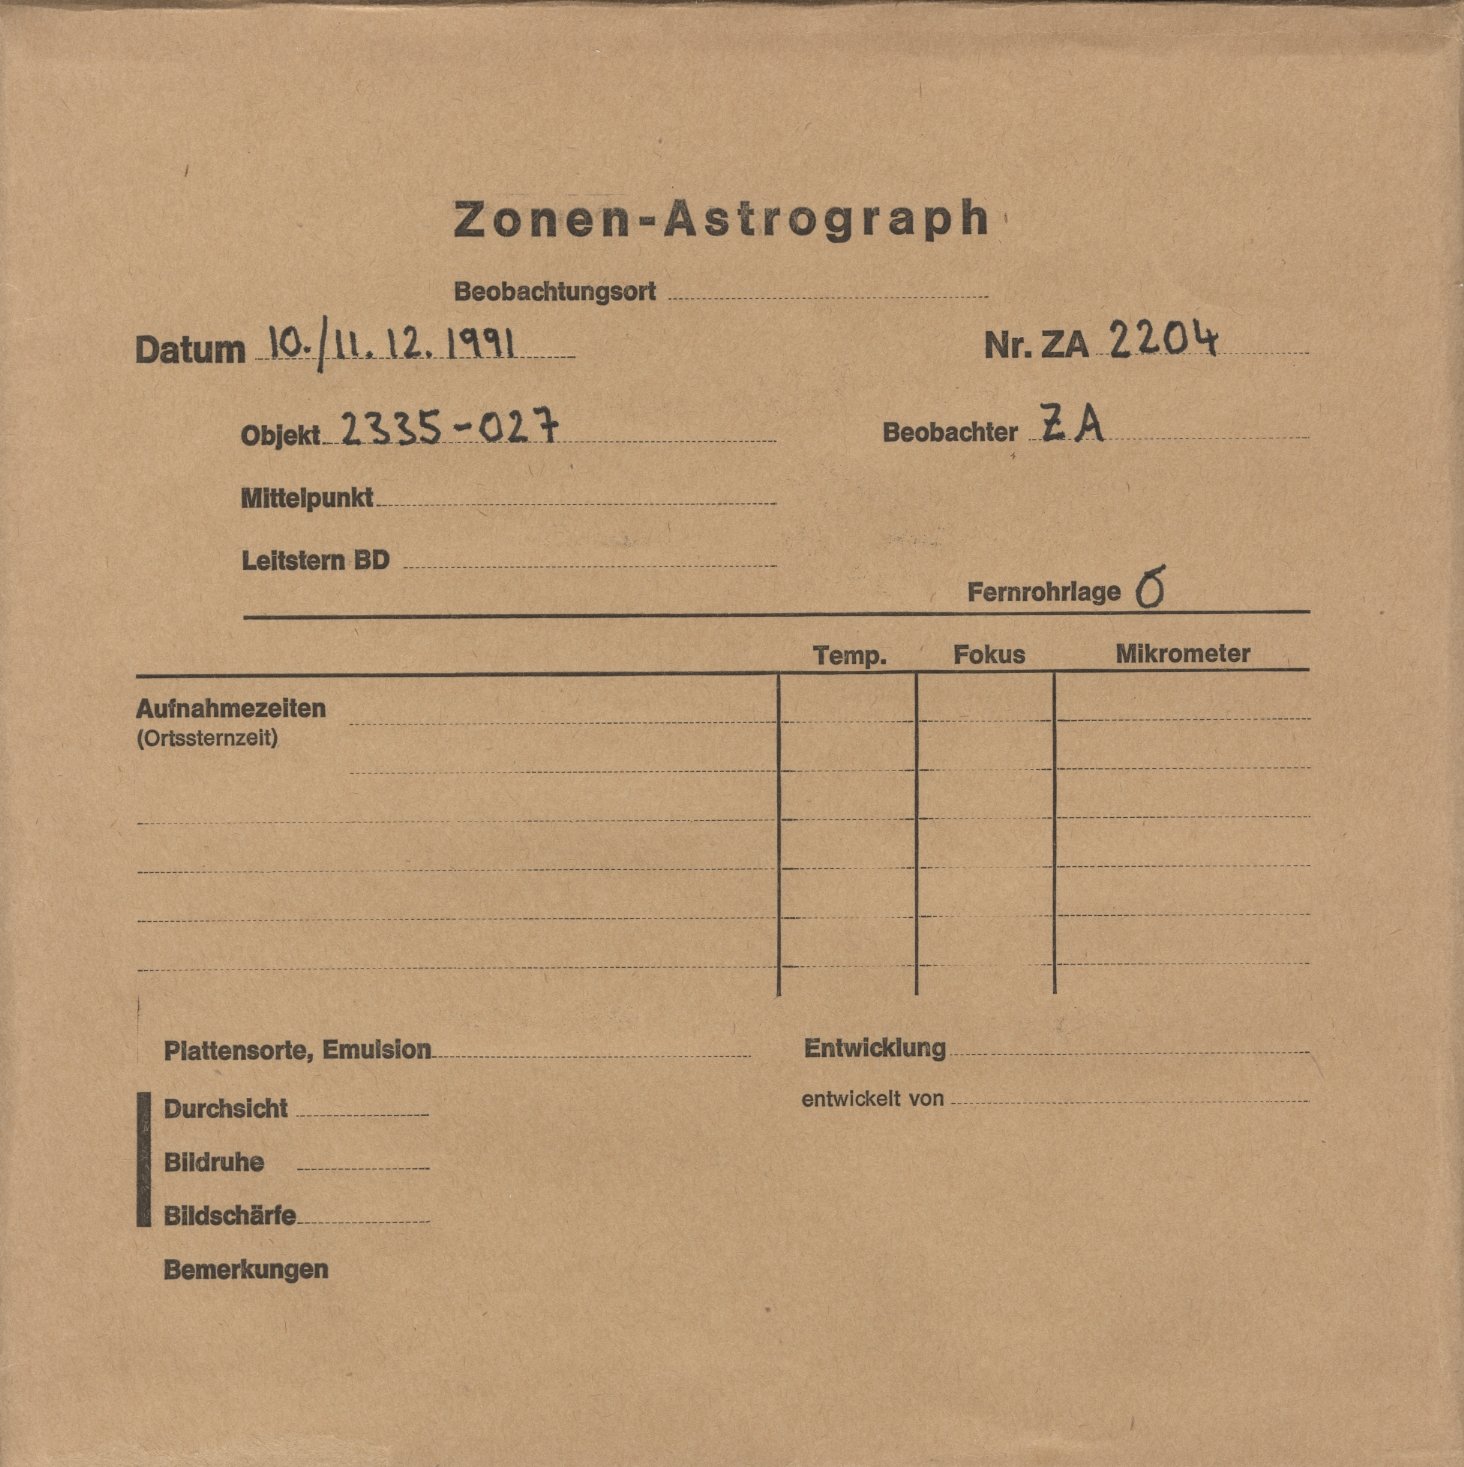 Zonen-Astrograph
Beobachtungsort
Datum 10./11.12.1991 Nr. ZA 2204
Objekt 2335-027 Beobachter ZA
Mittelpunkt
Leitstern BD
Fernrohrlage O
Temp. Fokus Mikrometer
Aufnahmezeiten
(Ortssternzeit)
Plattensorte, Emulsion Entwicklung
Durchsicht entwickelt von
Bildruhe
Bildschärfe
Bemerkungen